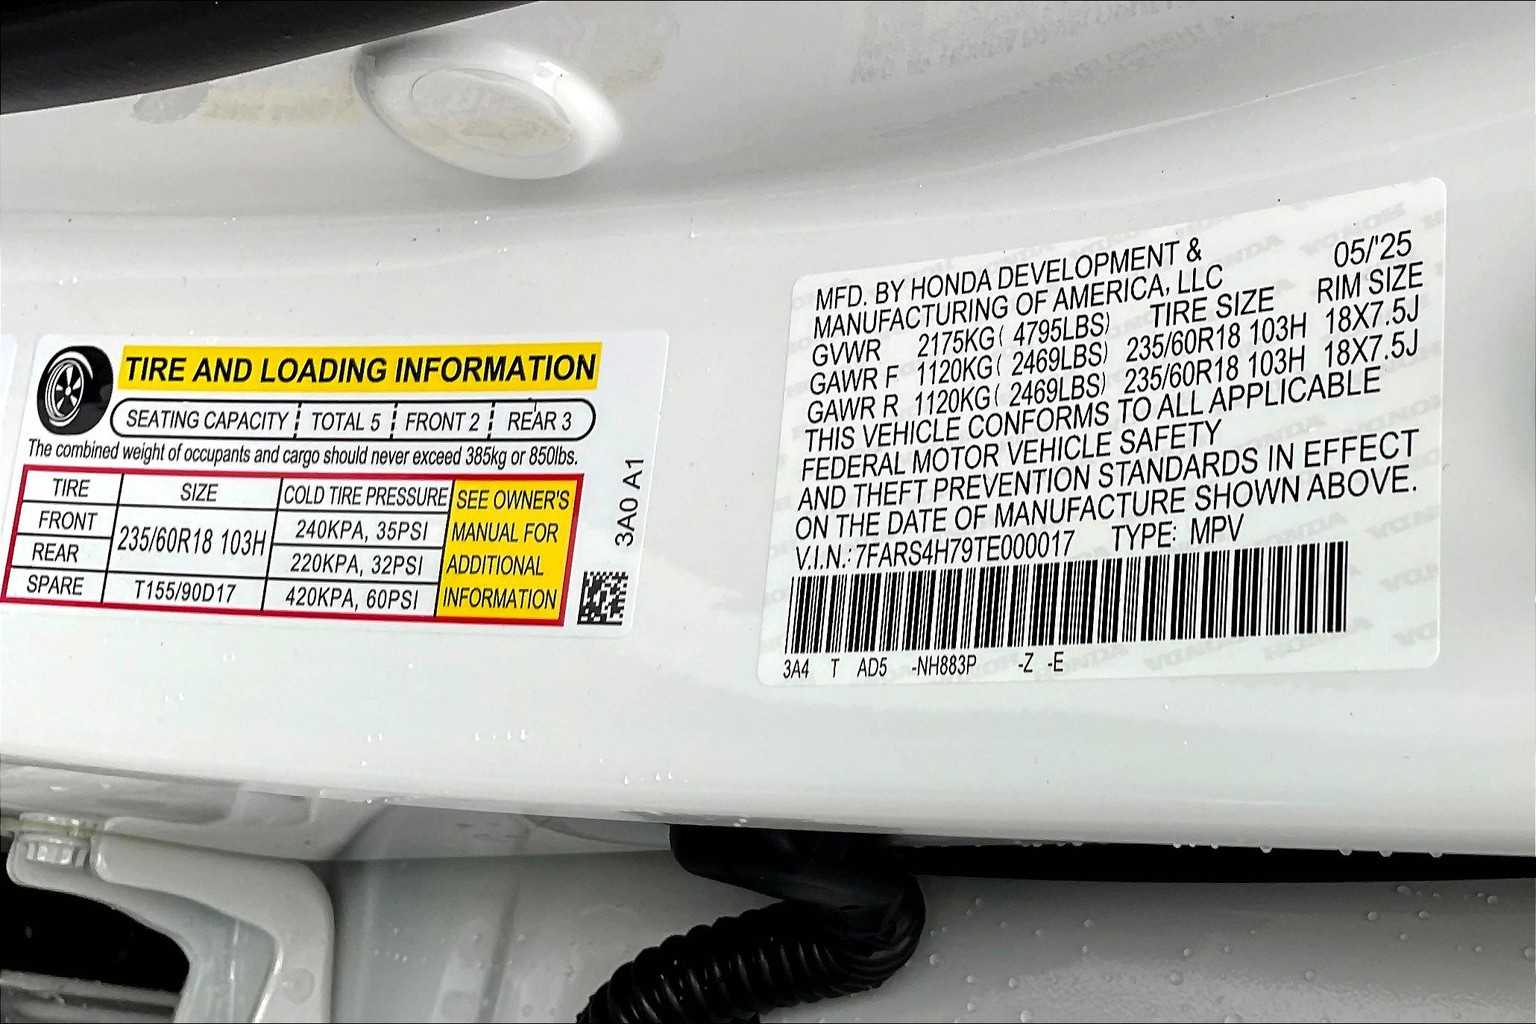 TIRE AND LOADING INFORMATION
SEATING CAPACITY TOTAL 5 FRONT 2 REAR 3
The combined weight of occupants and cargo should never exceed 385kg or 850lbs.
TIRE SIZE COLD TIRE PRESSURE
FRONT 235/60R18 103H 240KPA, 35PSI
REAR 220KPA, 32PSI
SPARE T155/90D17 420KPA, 60PSI
SEE OWNER'S
MANUAL FOR
ADDITIONAL
INFORMATION
3A0 A1
MFD. BY HONDA DEVELOPMENT & 05/'25
MANUFACTURING OF AMERICA, LLC
GVWR 2175KG( 4795LBS) TIRE SIZE RIM SIZE
GAWR F 1120KG( 2469LBS) 235/60R18 103H 18X7.5J
GAWR R 1120KG( 2469LBS) 235/60R18 103H 18X7.5J
THIS VEHICLE CONFORMS TO ALL APPLICABLE
FEDERAL MOTOR VEHICLE SAFETY
AND THEFT PREVENTION STANDARDS IN EFFECT
ON THE DATE OF MANUFACTURE SHOWN ABOVE.
V.I.N.: 7FARS4H79TE000017 TYPE: MPV
3A4 T AD5 -NH883P -Z -E